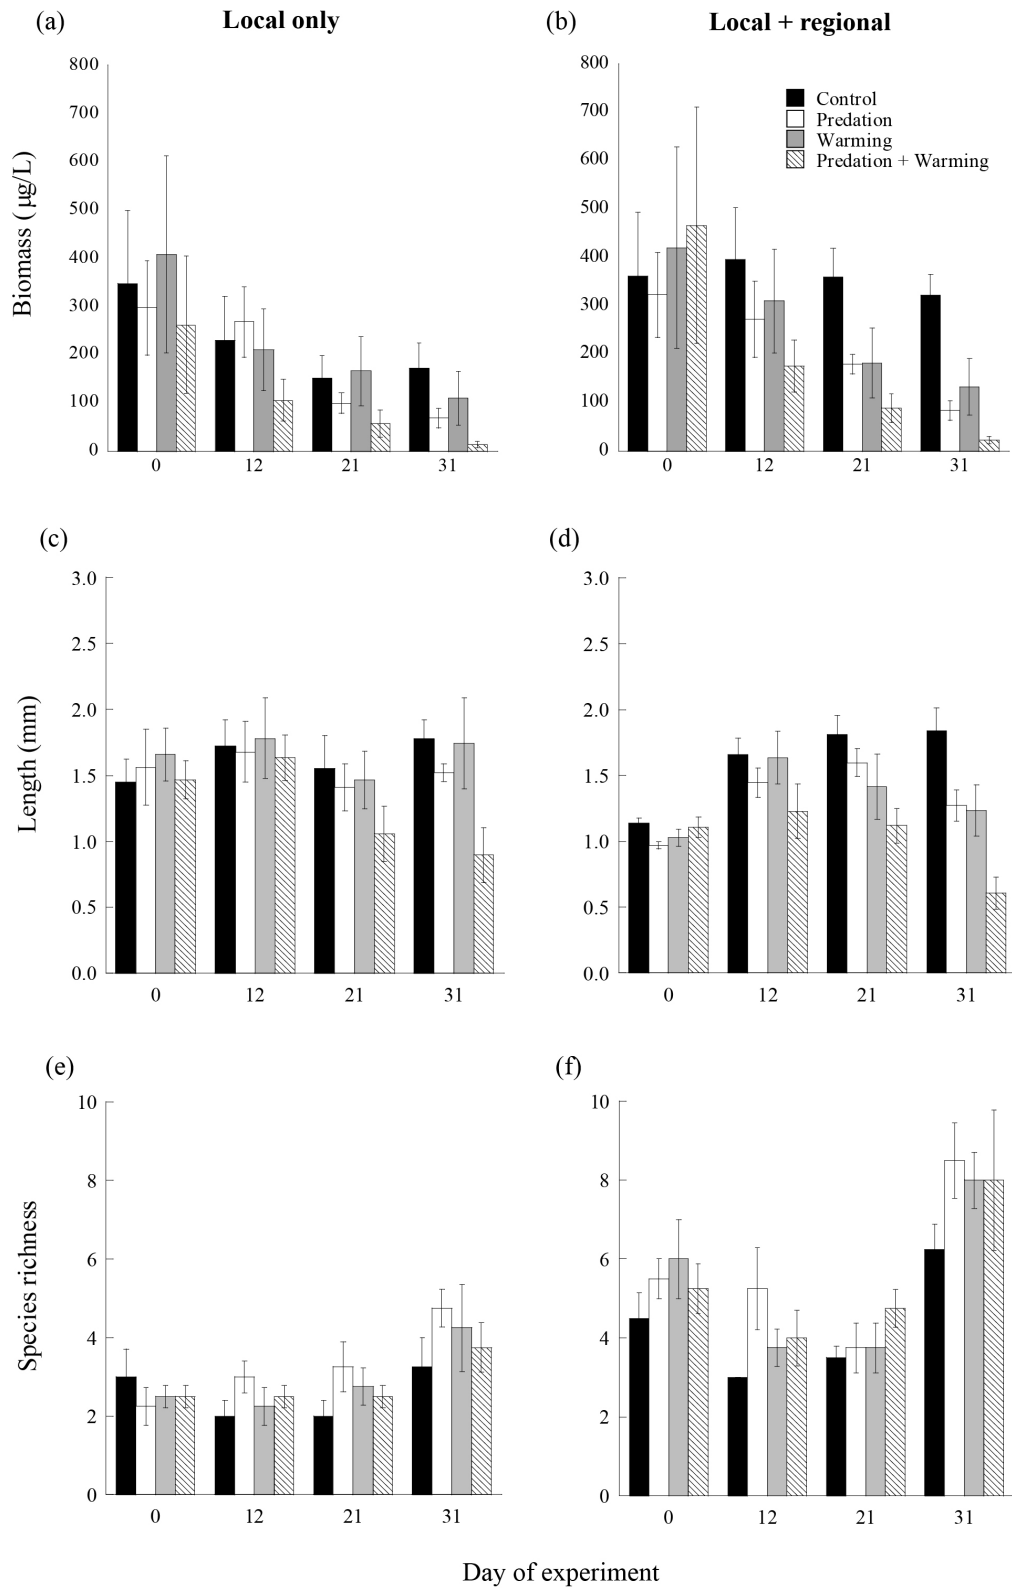 (a) Local only (b) Local + regional
800 800
700 700
600 600
500 500
400 400
300 300
200 200
100 100
0 0
Biomass (μg/L)
Control
Predation
Warming
Predation + Warming
0 12 21 31 0 12 21 31
(c) (d)
3.0 3.0
2.5 2.5
2.0 2.0
1.5 1.5
1.0 1.0
0.5 0.5
0.0 0.0
Length (mm)
0 12 21 31 0 12 21 31
(e) (f)
10 10
8 8
6 6
4 4
2 2
0 0
Species richness
0 12 21 31 0 12 21 31
Day of experiment